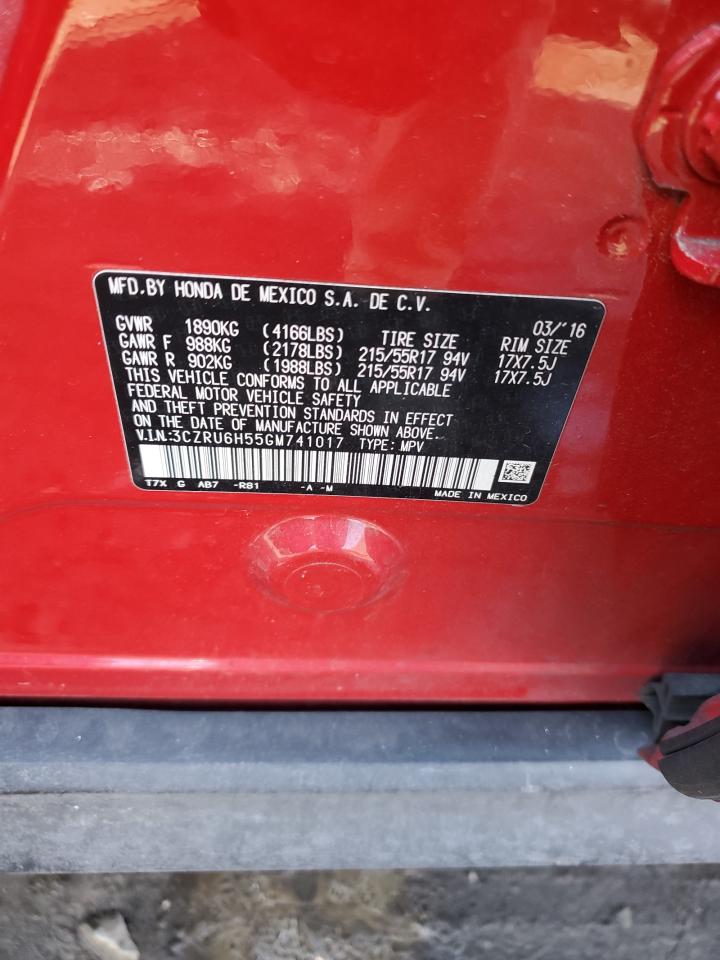 MFD.BY HONDA DE MEXICO S.A. DE C.V.
03/'16
GVWR 1890KG (4166LBS) TIRE SIZE RIM SIZE
GAWR F 988KG (2178LBS) 215/55R17 94V 17X7.5J
GAWR R 902KG (1988LBS) 215/55R17 94V 17X7.5J
THIS VEHICLE CONFORMS TO ALL APPLICABLE
FEDERAL MOTOR VEHICLE SAFETY
AND THEFT PREVENTION STANDARDS IN EFFECT
ON THE DATE OF MANUFACTURE SHOWN ABOVE.
V.I.N:3CZRU6H55GM741017 TYPE: MPV
T7X G AB7 -R81 -A -M MADE IN MEXICO